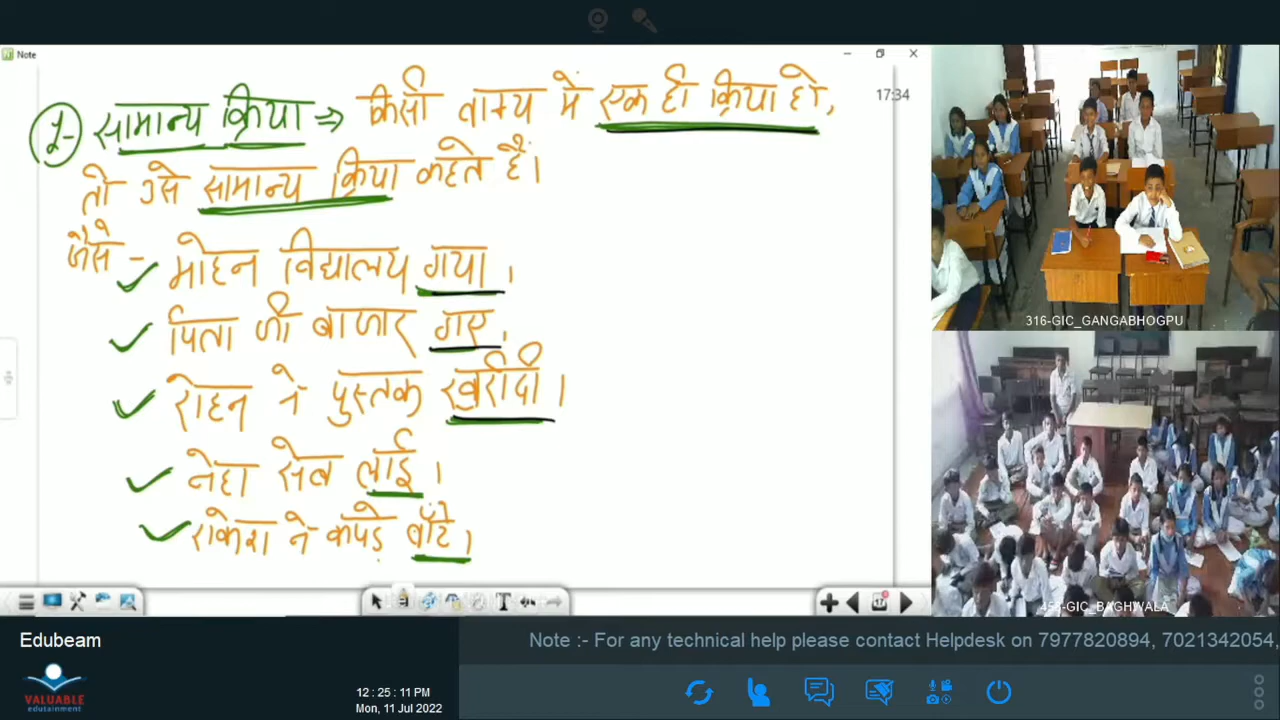 Note
17:34
1- सामान्य क्रिया ⇒ किसी वाक्य में एक ही क्रिया हो,
तो उसे सामान्य क्रिया कहते हैं।
जैसे - मोहन विद्यालय गया।
पिता जी बाजार गए।
रोहन ने पुस्तक खरीदी।
नेहा सेब लाई।
राकेश ने कपड़े बाँटे।
316-GIC_GANGABHOGPU
GIC_BAGHWALA
Edubeam
Note :- For any technical help please contact Helpdesk on 7977820894, 7021342054,
VALUABLE
edutainment
12 : 25 : 11 PM
Mon, 11 Jul 2022